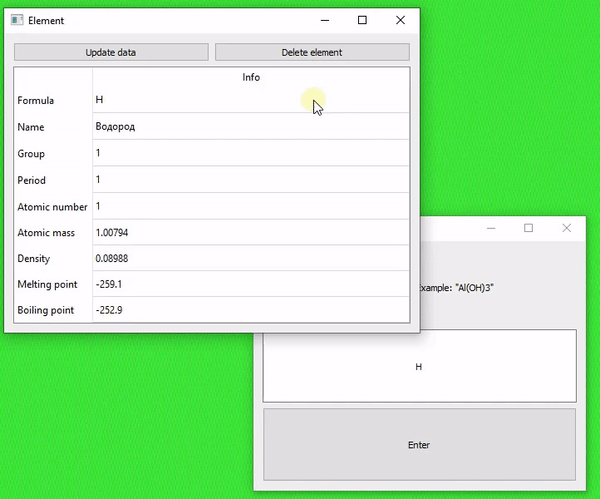 Element
Update data
Delete element
Info
Formula H
Name Водород
Group 1
Period 1
Atomic number 1
Atomic mass 1.00794
Density 0.08988
Melting point -259.1
Boiling point -252.9
"Al(OH)3"
H
Enter